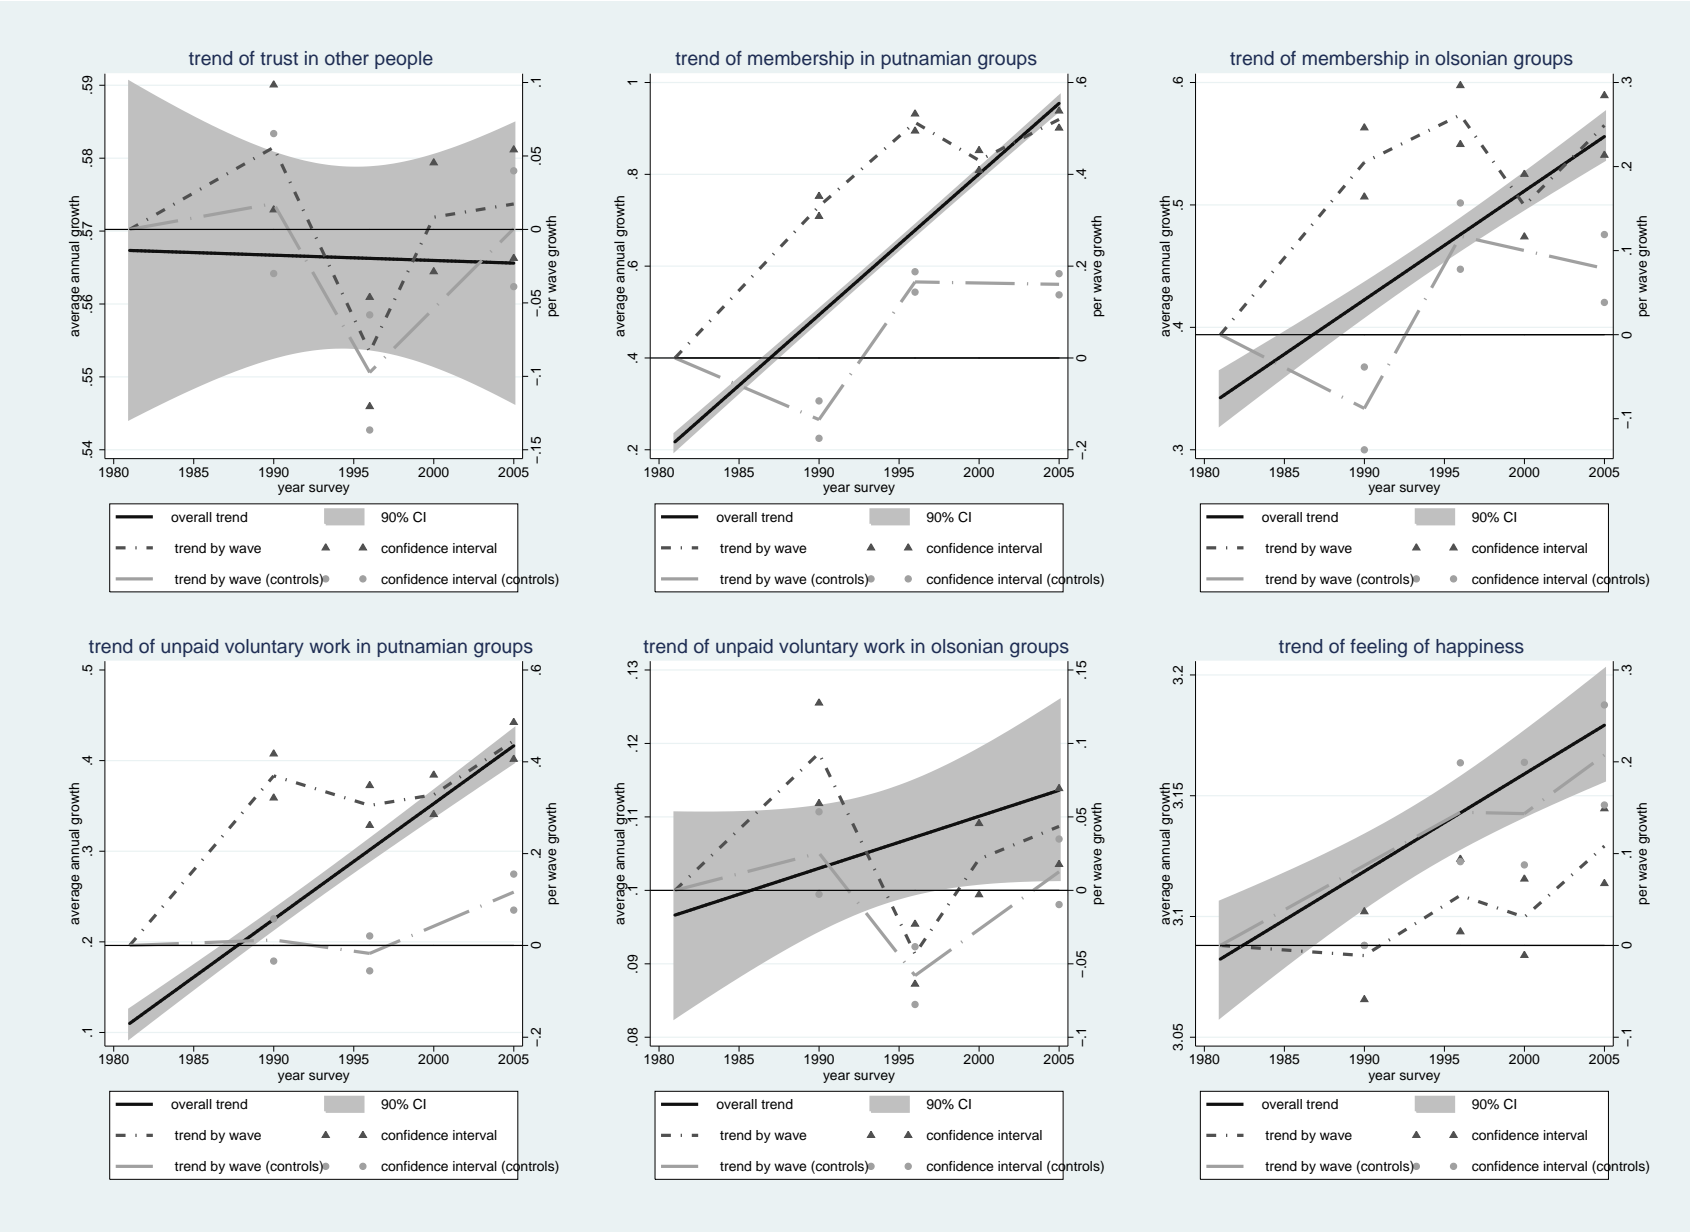 trend of trust in other people
average annual growth
.54 .55 .56 .57 .58 .59
−.15 −.1 −.05 0 .05 .1
per wave growth
1980 1985 1990 1995 2000 2005
year survey
overall trend 90% CI
trend by wave confidence interval
trend by wave (controls) confidence interval (controls)
trend of membership in putnamian groups
average annual growth
.2 .4 .6 .8 1
−.2 0 .2 .4 .6
per wave growth
1980 1985 1990 1995 2000 2005
year survey
overall trend 90% CI
trend by wave confidence interval
trend by wave (controls) confidence interval (controls)
trend of membership in olsonian groups
average annual growth
.3 .4 .5 .6
−.1 0 .1 .2 .3
per wave growth
1980 1985 1990 1995 2000 2005
year survey
overall trend 90% CI
trend by wave confidence interval
trend by wave (controls) confidence interval (controls)
trend of unpaid voluntary work in putnamian groups
average annual growth
.1 .2 .3 .4 .5
−.2 0 .2 .4 .6
per wave growth
1980 1985 1990 1995 2000 2005
year survey
overall trend 90% CI
trend by wave confidence interval
trend by wave (controls) confidence interval (controls)
trend of unpaid voluntary work in olsonian groups
average annual growth
.08 .09 .1 .11 .12 .13
−.1 −.05 0 .05 .1 .15
per wave growth
1980 1985 1990 1995 2000 2005
year survey
overall trend 90% CI
trend by wave confidence interval
trend by wave (controls) confidence interval (controls)
trend of feeling of happiness
average annual growth
3.05 3.1 3.15 3.2
−.1 0 .1 .2 .3
per wave growth
1980 1985 1990 1995 2000 2005
year survey
overall trend 90% CI
trend by wave confidence interval
trend by wave (controls) confidence interval (controls)